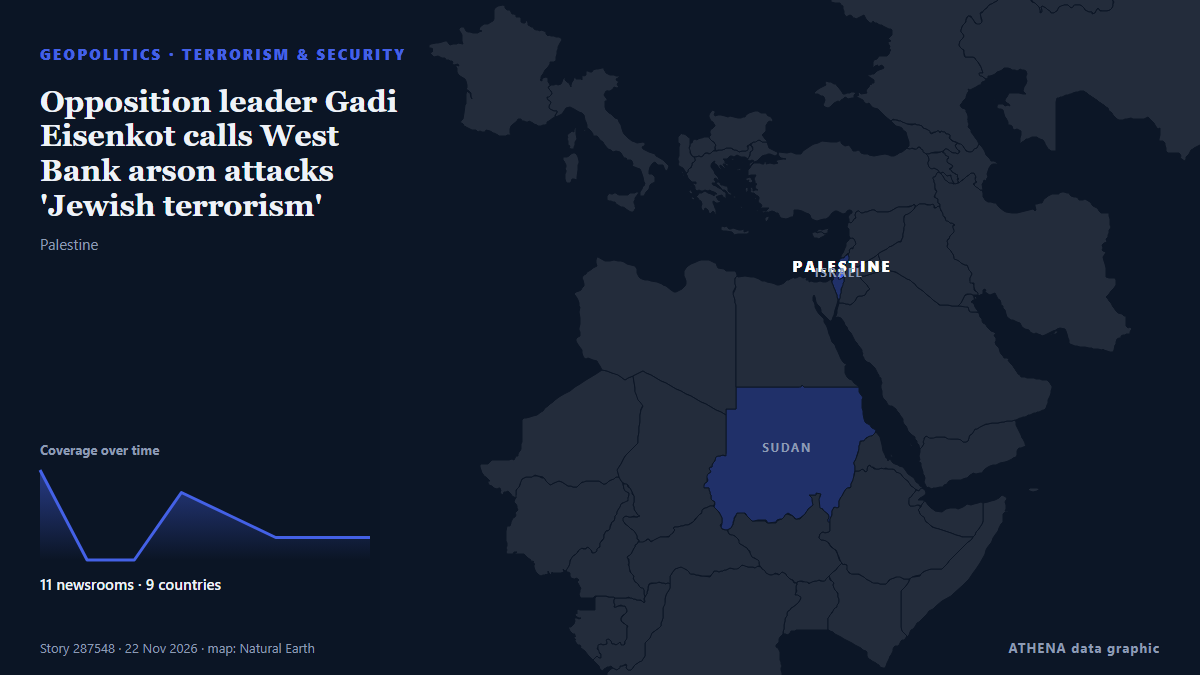 GEOPOLITICS · TERRORISM & SECURITY
Opposition leader Gadi
Eisenkot calls West
Bank arson attacks
'Jewish terrorism'
Palestine
PALESTINE
ISRAEL
SUDAN
Coverage over time
11 newsrooms · 9 countries
Story 287548 · 22 Nov 2026 · map: Natural Earth
ATHENA data graphic